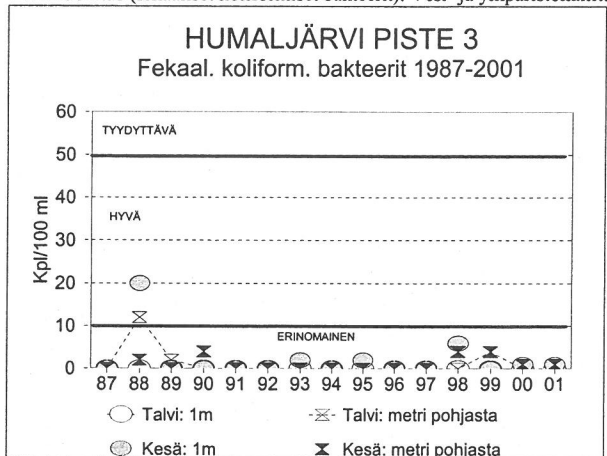 HUMALJÄRVI PISTE 3
Fekaal. koliform. bakteerit 1987-2001
Kpl/100 ml
60
TYYDYTTÄVÄ
50
40
HYVÄ
30
20
10
ERINOMAINEN
0
87 88 89 90 91 92 93 94 95 96 97 98 99 00 01
Talvi: 1m Talvi: metri pohjasta
Kesä: 1m Kesä: metri pohjasta